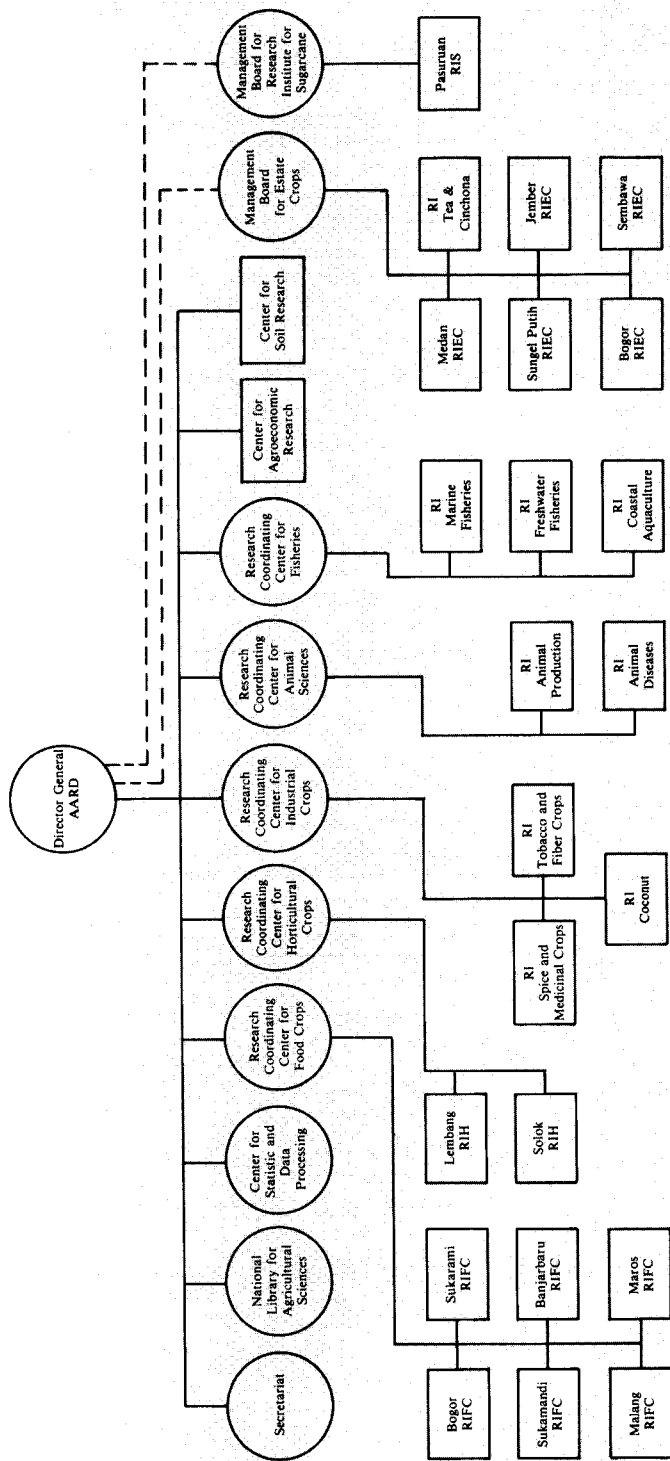 Director General
AARD
Secretariat
National
Library for
Agricultural
Sciences
Center for
Statistic and
Data
Processing
Research
Coordinating
Center for
Food Crops
Research
Coordinating
Center for
Horticultural
Crops
Research
Coordinating
Center for
Industrial
Crops
Research
Coordinating
Center for
Animal
Sciences
Research
Coordinating
Center for
Fisheries
Center for
Agroeconomic
Research
Center for
Soil Research
Management
Board
for Estate
Crops
Management
Board for
Research
Institute for
Sugarcane
Bogor
RIFC
Sukarami
RIFC
Sukamandi
RIFC
Banjarbaru
RIFC
Malang
RIFC
Maros
RIFC
Lembang
RIH
Solok
RIH
RI
Spice and
Medicinal Crops
RI
Tobacco and
Fiber Crops
RI
Coconut
RI
Animal
Production
RI
Animal
Diseases
RI
Marine
Fisheries
RI
Freshwater
Fisheries
RI
Coastal
Aquaculture
Medan
RIEC
RI
Tea &
Cinchona
Sungel Putih
RIEC
Jember
RIEC
Bogor
RIEC
Sembawa
RIEC
Pasuruan
RIS